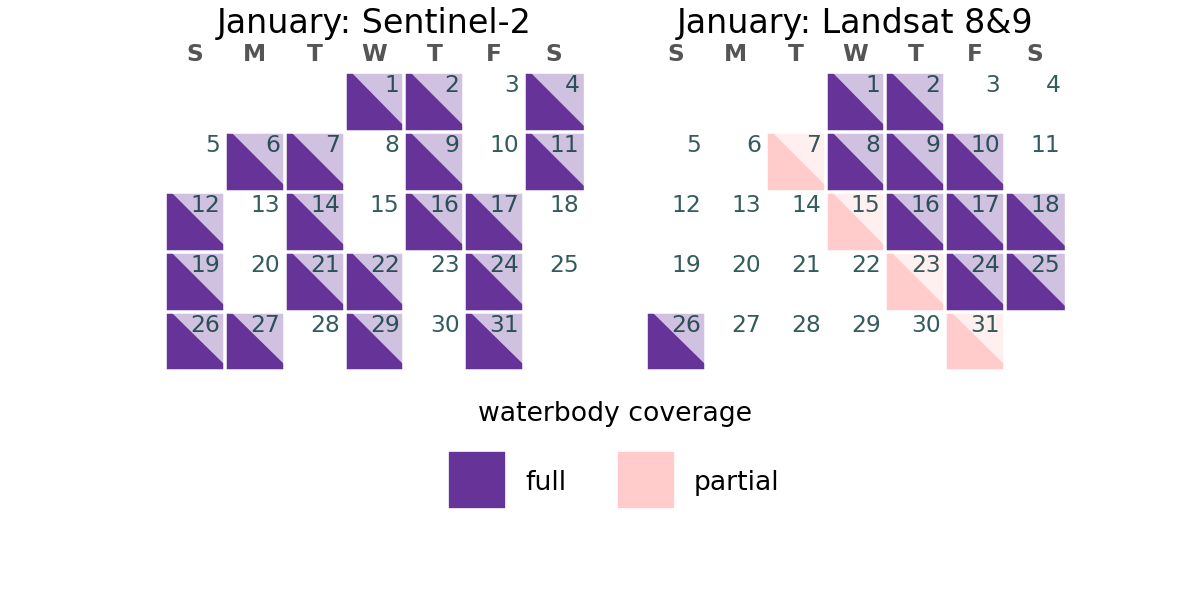 January: Sentinel-2
S M T W T F S
1 2 3 4
5 6 7 8 9 10 11
12 13 14 15 16 17 18
19 20 21 22 23 24 25
26 27 28 29 30 31
January: Landsat 8&9
S M T W T F S
1 2 3 4
5 6 7 8 9 10 11
12 13 14 15 16 17 18
19 20 21 22 23 24 25
26 27 28 29 30 31
waterbody coverage
full partial